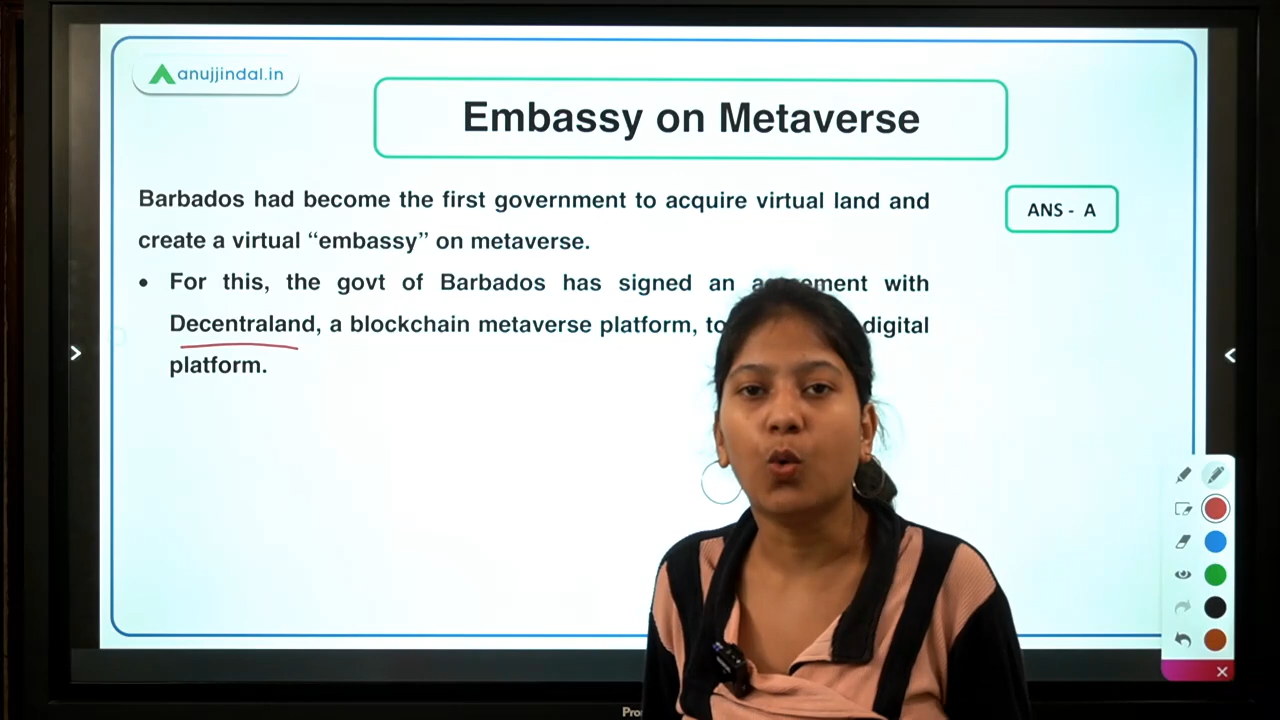 anujjindal.in
Embassy on Metaverse
Barbados had become the first government to acquire virtual land and
create a virtual “embassy” on metaverse.
ANS - A
• For this, the govt of Barbados has signed an with
Decentraland, a blockchain metaverse platform, to digital
platform.